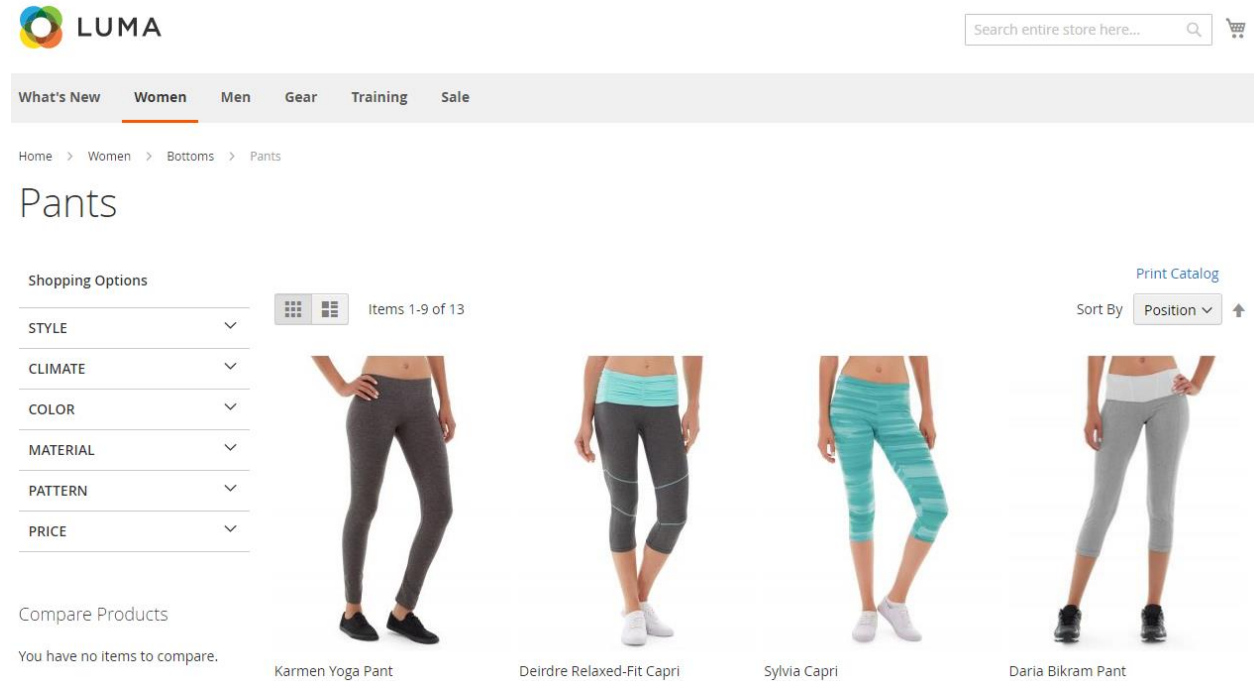 LUMA
Search entire store here...
What's New Women Men Gear Training Sale
Home > Women > Bottoms > Pants
Pants
Shopping Options
STYLE
CLIMATE
COLOR
MATERIAL
PATTERN
PRICE
Compare Products
You have no items to compare.
Print Catalog
Items 1-9 of 13
Sort By Position
Karmen Yoga Pant
Deirdre Relaxed-Fit Capri
Sylvia Capri
Daria Bikram Pant